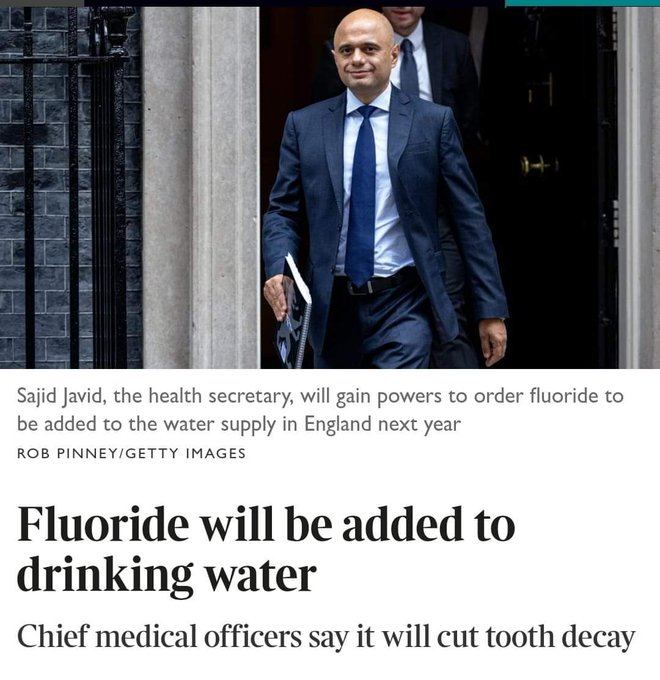 Sajid Javid, the health secretary, will gain powers to order fluoride to
be added to the water supply in England next year
ROB PINNEY/GETTY IMAGES
Fluoride will be added to
drinking water
Chief medical officers say it will cut tooth decay